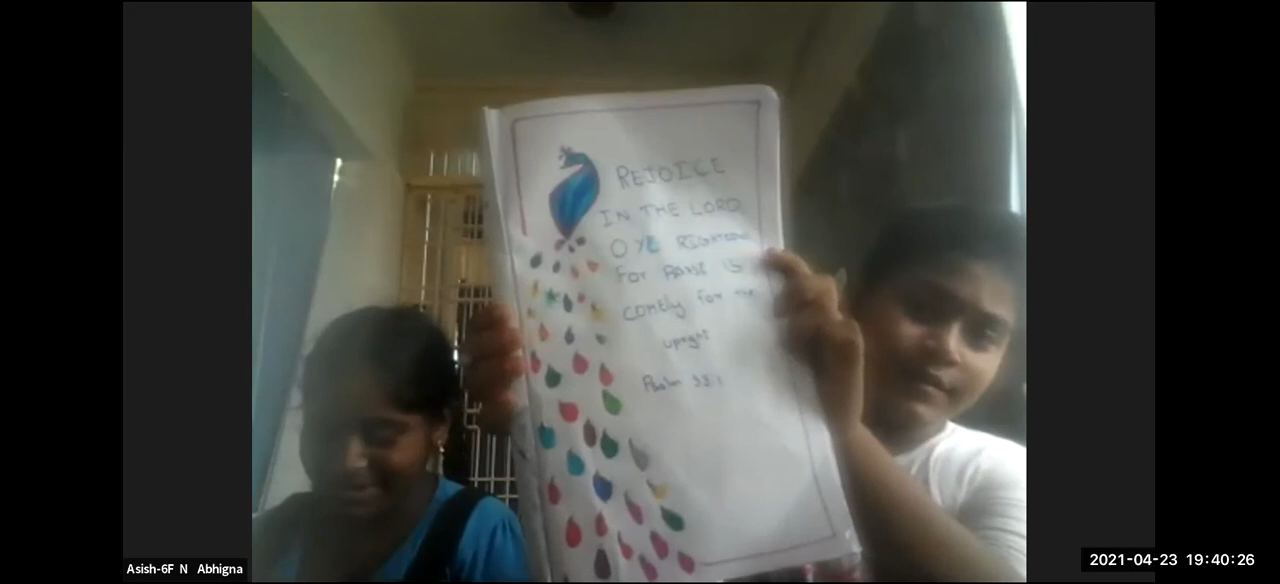 REJOICE
IN THE LORD
O YE RIGHTEOUS
For PRAISE IS
comely for the
upright
Psalm 33:1
Asish-6F N Abhigna
2021-04-23 19:40:26